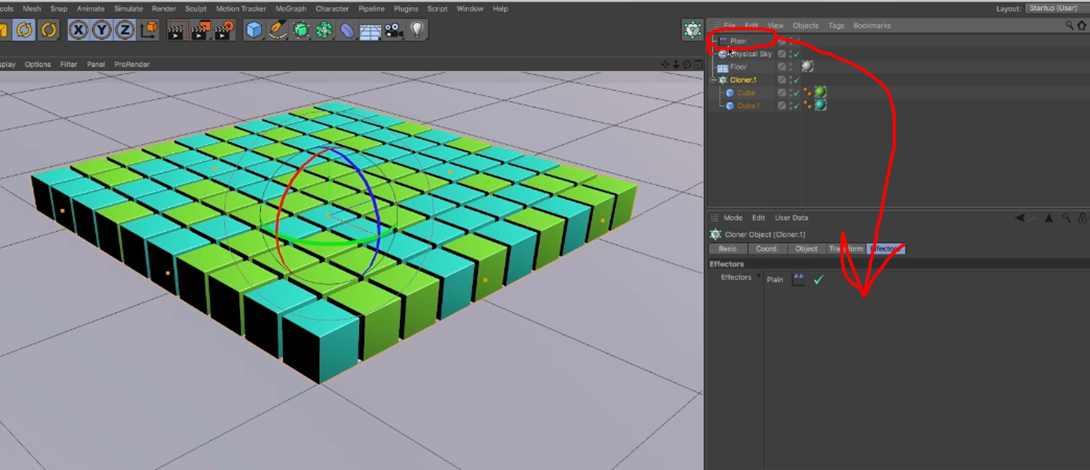 ools Mesh Snap Animate Simulate Render Sculpt Motion Tracker MoGraph Character Pipeline Plugins Script Window Help Layout: Startup (User)
X Y Z
File Edit View Objects Tags Bookmarks
Plain
Physical Sky
Floor
Cloner.1
Cube
Cube.1
splay Options Filter Panel ProRender
Mode Edit User Data
Cloner Object [Cloner.1]
Basic Coord. Object Transform Effectors
Effectors
Effectors Plain